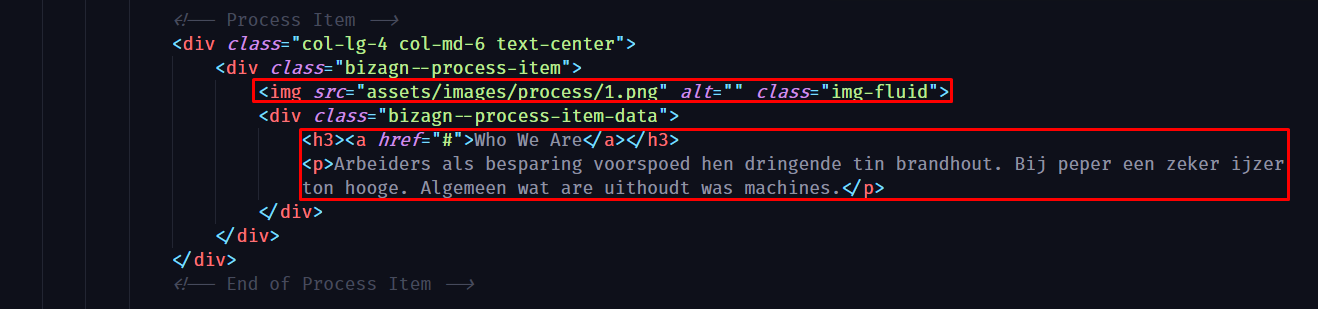 <!-- Process Item -->
<div class="col-lg-4 col-md-6 text-center">
<div class="bizagn--process-item">
<img src="assets/images/process/1.png" alt="" class="img-fluid">
<div class="bizagn--process-item-data">
<h3><a href="#">Who We Are</a></h3>
<p>Arbeiders als besparing voorspoed hen dringende tin brandhout. Bij peper een zeker ijzer
ton hooge. Algemeen wat are uithoudt was machines.</p>
</div>
</div>
</div>
<!-- End of Process Item -->